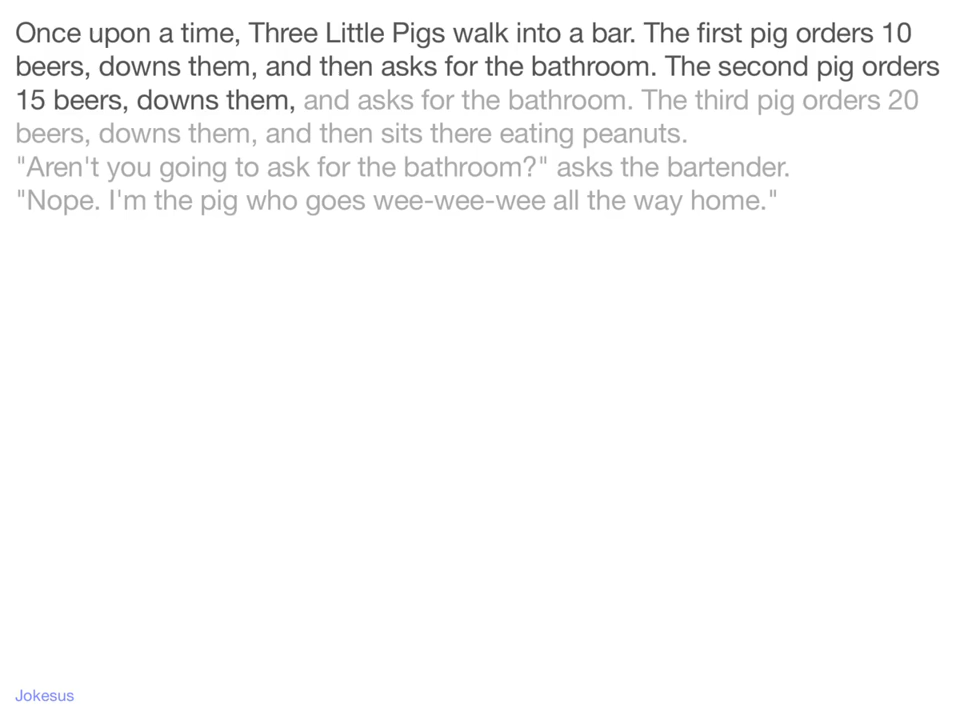 Once upon a time, Three Little Pigs walk into a bar. The first pig orders 10
beers, downs them, and then asks for the bathroom. The second pig orders
15 beers, downs them, and asks for the bathroom. The third pig orders 20
beers, downs them, and then sits there eating peanuts.
"Aren't you going to ask for the bathroom?" asks the bartender.
"Nope. I'm the pig who goes wee-wee-wee all the way home."
Jokesus